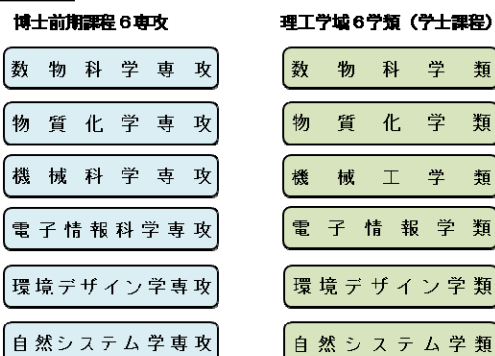 博士前期課程６専攻
数物科学専攻
物質化学専攻
機械科学専攻
電子情報科学専攻
環境デザイン学専攻
自然システム学専攻
理工学域６学類（学士課程）
数物科学類
物質化学類
機械工学類
電子情報学類
環境デザイン学類
自然システム学類